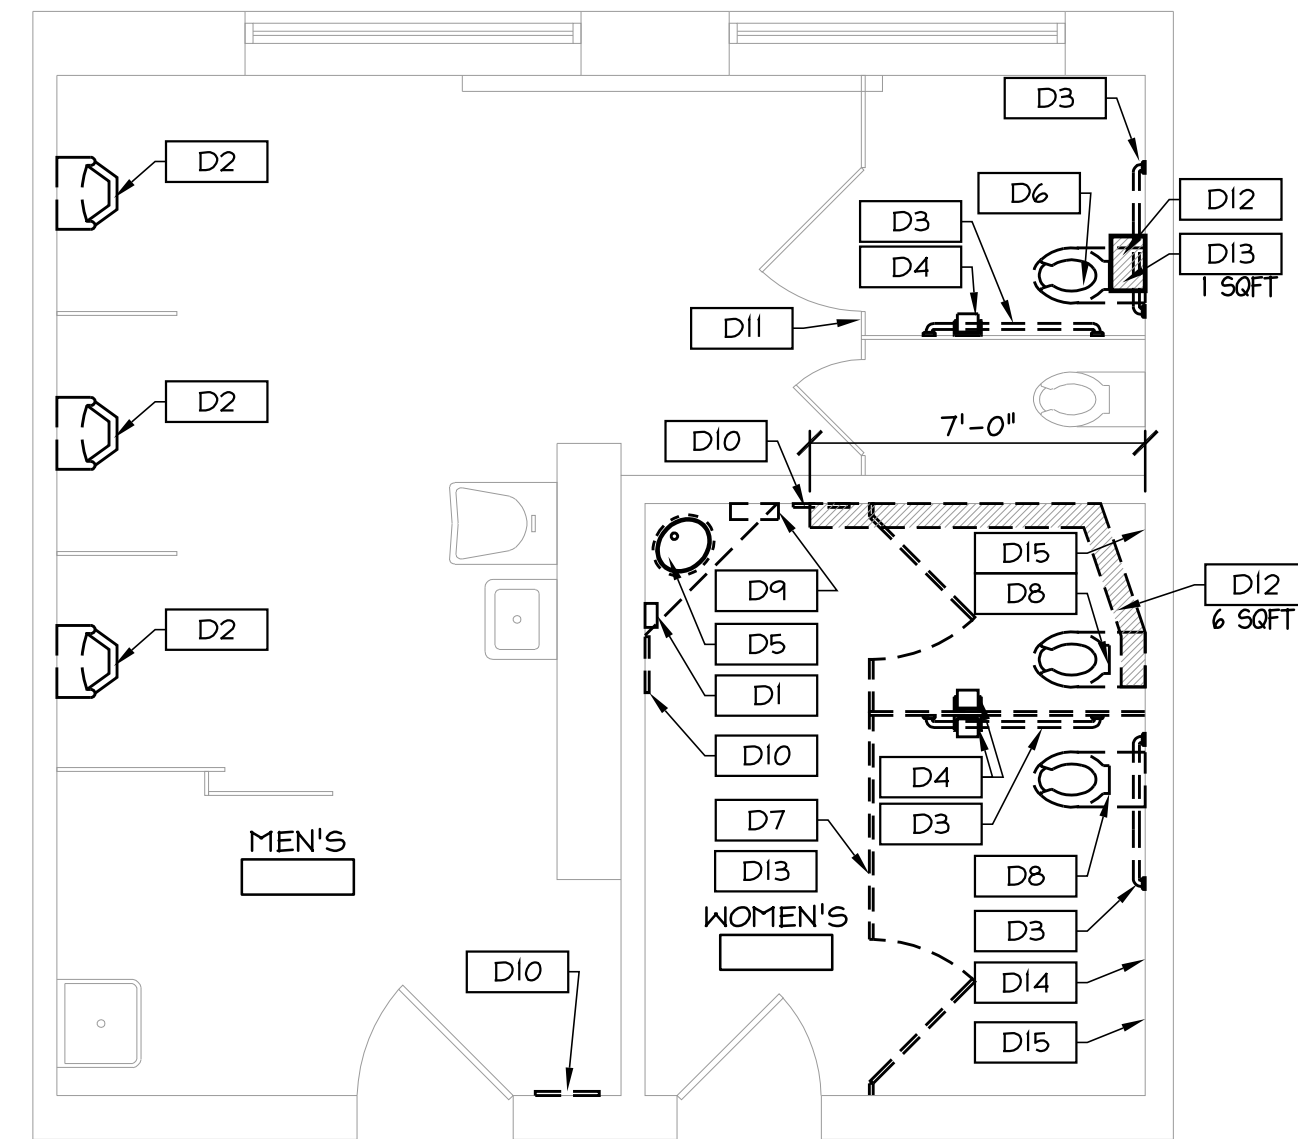 D3
D2
D6
D12
D3
D13
1 SQFT
D4
D11
D2
7'-0"
D10
D15
D9
D8
D12
6 SQFT
D2
D5
D1
D10
D4
D7
D3
MEN'S
D13
D8
WOMEN'S
D3
D10
D14
D15